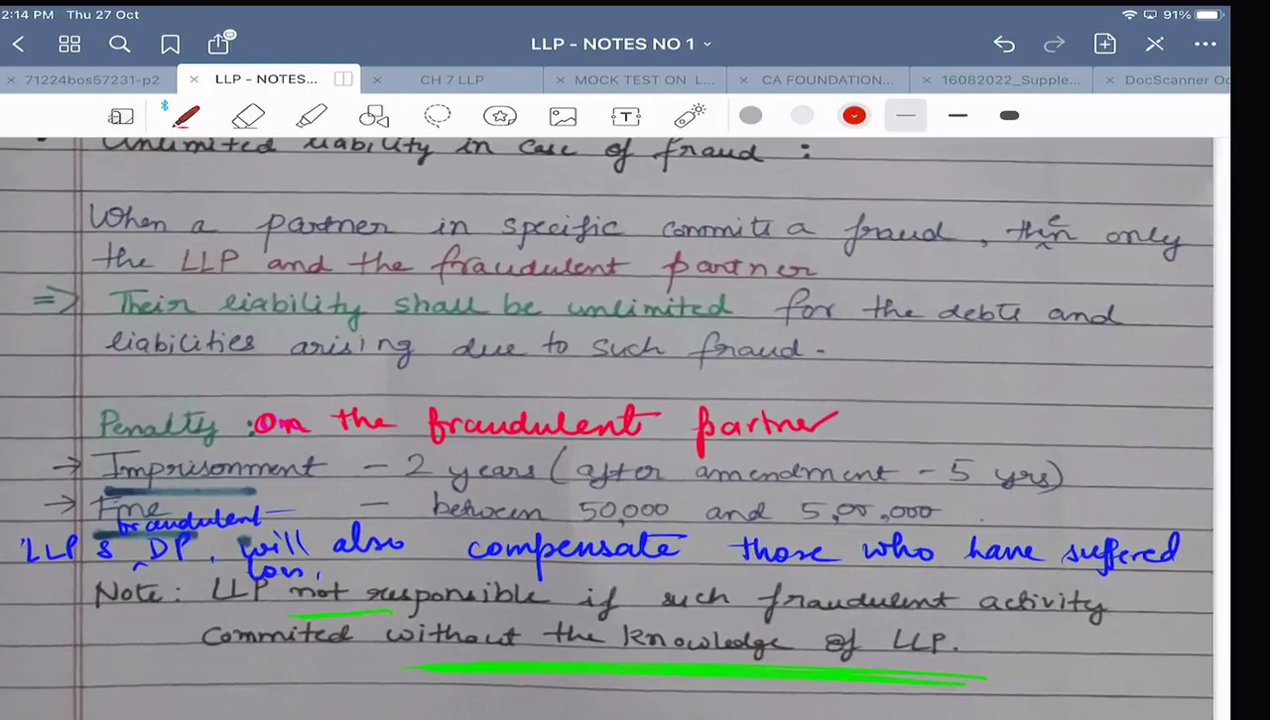 2:14 PM Thu 27 Oct
91%
LLP - NOTES NO 1
71224bos57231-p2
LLP - NOTES...
CH 7 LLP
MOCK TEST ON L...
CA FOUNDATION...
16082022_Supple...
DocScanner Oc
Unlimited liability in case of fraud :
When a partner in specific commits a fraud, then only
the LLP and the fraudulent partner
=> Their liability shall be unlimited for the debts and
liabilities arising due to such fraud.
Penalty : On the fraudulent partner
→ Imprisonment - 2 years (after amendment - 5 yrs)
→ Fine - between 50,000 and 5,00,000
fraudulent
LLP & DP, will also compensate those who have suffered
loss,
Note: LLP not responsible if such fraudulent activity
commited without the knowledge of LLP.